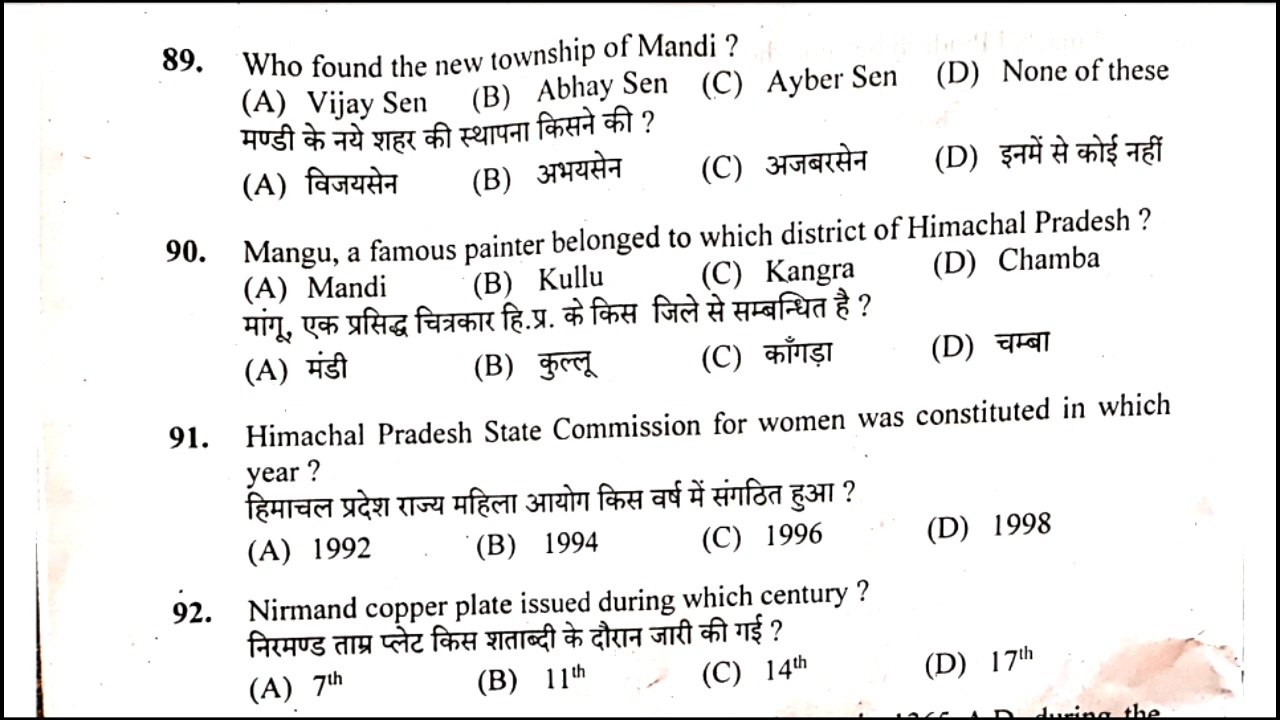 89. Who found the new township of Mandi ?
(A) Vijay Sen (B) Abhay Sen (C) Ayber Sen (D) None of these
मण्डी के नये शहर की स्थापना किसने की ?
(A) विजयसेन (B) अभयसेन (C) अजबरसेन (D) इनमें से कोई नहीं
90. Mangu, a famous painter belonged to which district of Himachal Pradesh ?
(A) Mandi (B) Kullu (C) Kangra (D) Chamba
मांगू, एक प्रसिद्ध चित्रकार हि.प्र. के किस जिले से सम्बन्धित है ?
(A) मंडी (B) कुल्लू (C) काँगड़ा (D) चम्बा
91. Himachal Pradesh State Commission for women was constituted in which
year ?
हिमाचल प्रदेश राज्य महिला आयोग किस वर्ष में संगठित हुआ ?
(A) 1992 (B) 1994 (C) 1996 (D) 1998
92. Nirmand copper plate issued during which century ?
निरमण्ड ताम्र प्लेट किस शताब्दी के दौरान जारी की गई ?
(A) 7th (B) 11th (C) 14th (D) 17th
A.D. during the